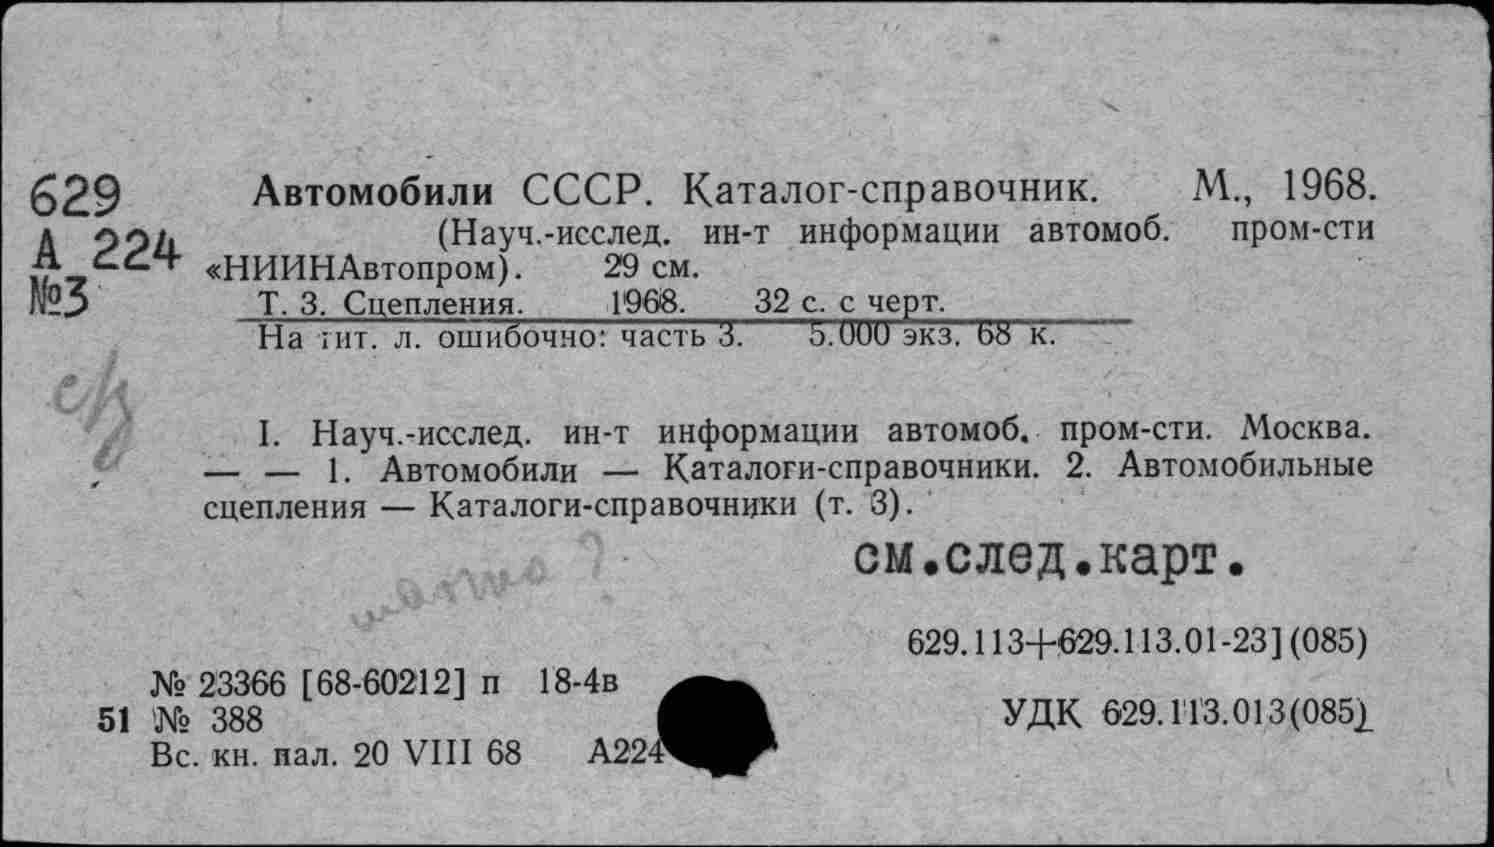 629
А 224
№3
Автомобили СССР. Каталог-справочник. М., 1968.
(Науч.-исслед. ин-т информации автомоб. пром-сти
«НИИНАвтопром). 29 см.
Т. 3. Сцепления. 1968. 32 с. с черт.
На тит. л. ошибочно: часть 3. 5.000 экз. 68 к.
I. Науч.-исслед. ин-т информации автомоб. пром-сти. Москва.
— — 1. Автомобили — Каталоги-справочники. 2. Автомобильные
сцепления — Каталоги-справочники (т. 3).
см.след.карт.
629.113+629.113.01-23](085)
№ 23366 [68-60212] п 18-4в
51 № 388
УДК 629.113.013(085)
Вс. кн. пал. 20 VIII 68 А224